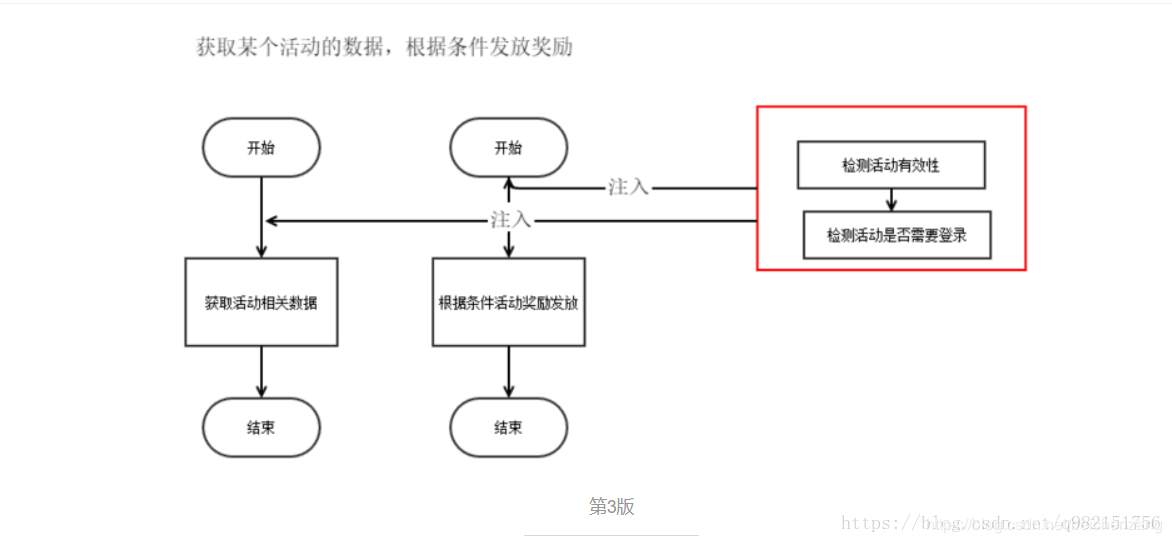 获取某个活动的数据，根据条件发放奖励
开始
开始
检测活动有效性
注入
注入
检测活动是否需要登录
获取活动相关数据
根据条件活动奖励发放
结束
结束
第3版
https://blog.csdn.net/q982151756